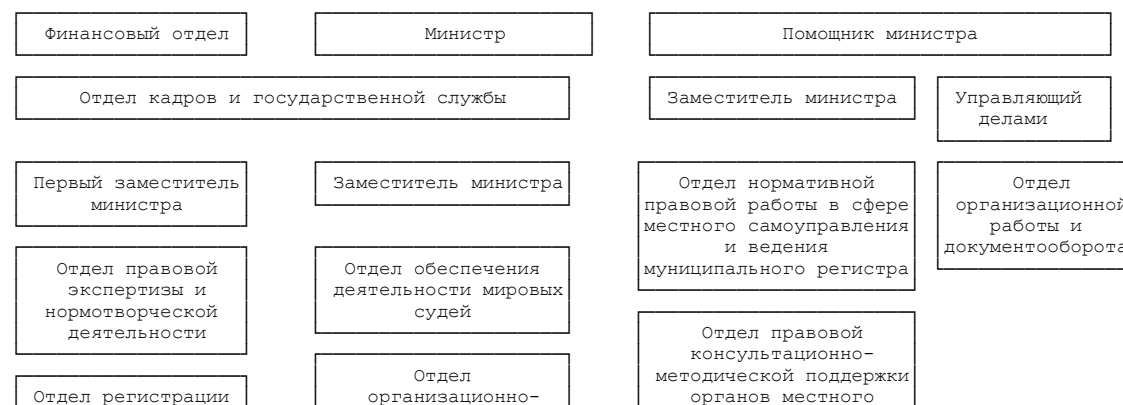 Финансовый отдел
Министр
Помощник министра
Отдел кадров и государственной службы
Заместитель министра
Управляющий
делами
Первый заместитель
министра
Заместитель министра
Отдел нормативной
правовой работы в сфере
местного самоуправления
и ведения
муниципального регистра
Отдел
организационной
работы и
документооборота
Отдел правовой
экспертизы и
нормотворческой
деятельности
Отдел обеспечения
деятельности мировых
судей
Отдел правовой
консультационно-
методической поддержки
органов местного
Отдел регистрации
Отдел
организационно-